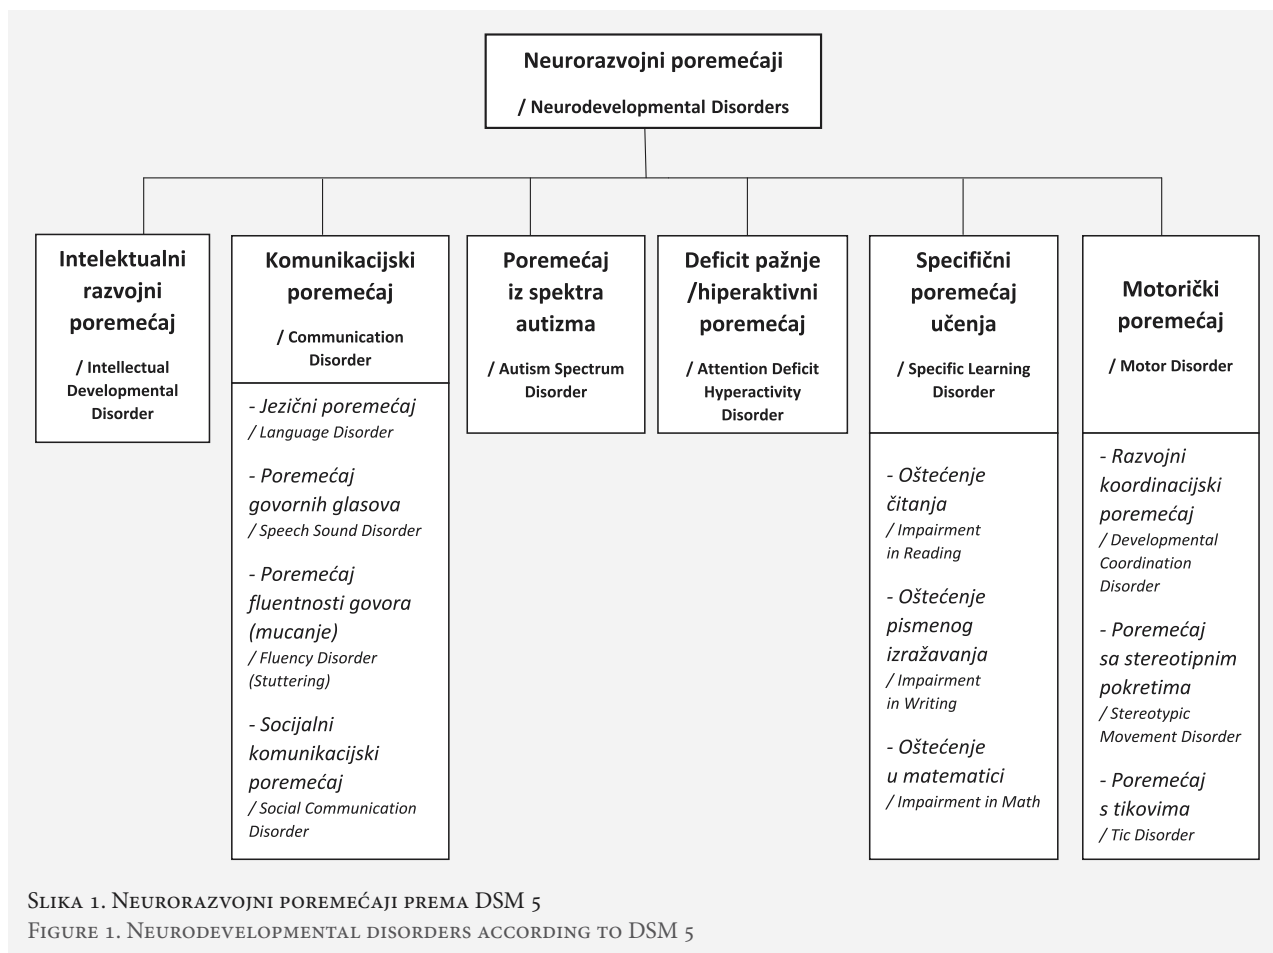 Neurorazvojni poremećaji
/ Neurodevelopmental Disorders
Intelektualni
razvojni
poremećaj
/ Intellectual
Developmental
Disorder
Komunikacijski
poremećaj
/ Communication
Disorder
- Jezični poremećaj
/ Language Disorder
- Poremećaj
govornih glasova
/ Speech Sound Disorder
- Poremećaj
fluentnosti govora
(mucanje)
/ Fluency Disorder
(Stuttering)
- Socijalni
komunikacijski
poremećaj
/ Social Communication
Disorder
Poremećaj
iz spektra
autizma
/ Autism Spectrum
Disorder
Deficit pažnje
/hiperaktivni
poremećaj
/ Attention Deficit
Hyperactivity
Disorder
Specifični
poremećaj
učenja
/ Specific Learning
Disorder
- Oštećenje
čitanja
/ Impairment
in Reading
- Oštećenje
pismenog
izražavanja
/ Impairment
in Writing
- Oštećenje
u matematici
/ Impairment in Math
Motorički
poremećaj
/ Motor Disorder
- Razvojni
koordinacijski
poremećaj
/ Developmental
Coordination
Disorder
- Poremećaj
sa stereotipnim
pokretima
/ Stereotypic
Movement Disorder
- Poremećaj
s tikovima
/ Tic Disorder
Slika 1. Neurorazvojni poremećaji prema DSM 5
Figure 1. Neurodevelopmental disorders according to DSM 5